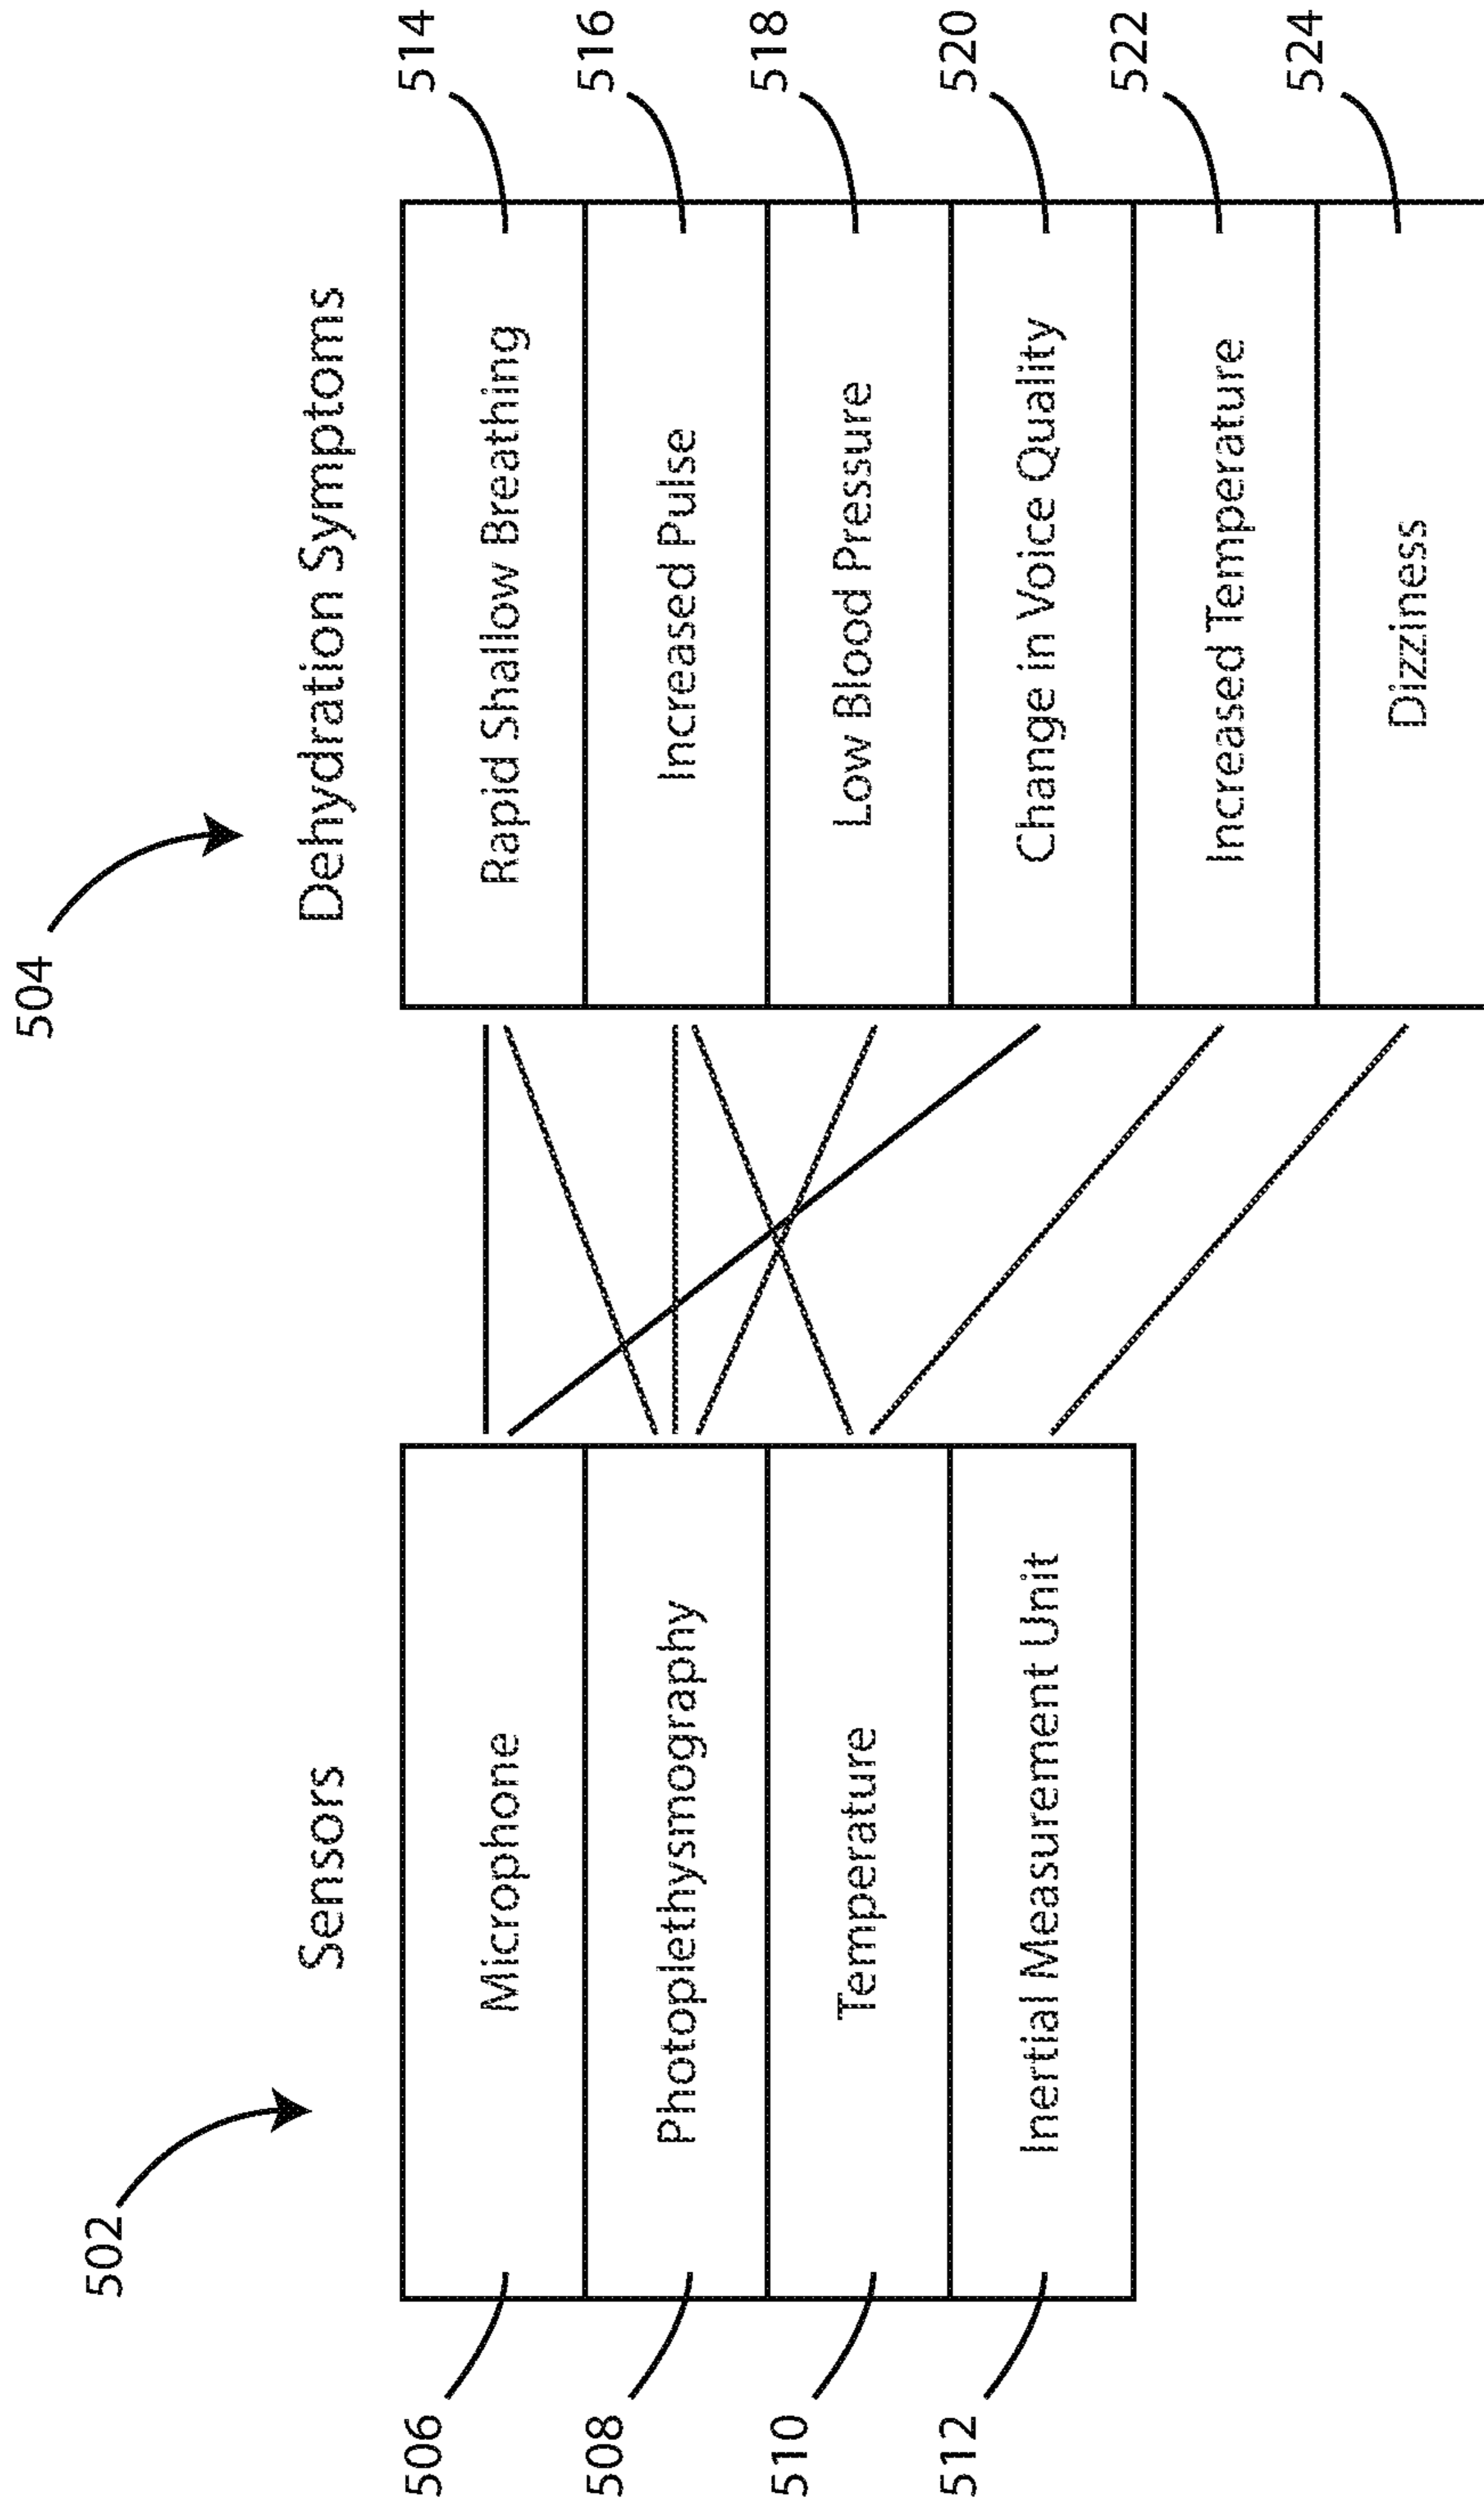 502
504
Sensors
Dehydration Symptoms
506
Microphone
508
Photoplethysmography
510
Temperature
512
Inertial Measurement Unit
Rapid Shallow Breathing
514
Increased Pulse
516
Low Blood Pressure
518
Change in Voice Quality
520
Increased Temperature
522
Dizziness
524